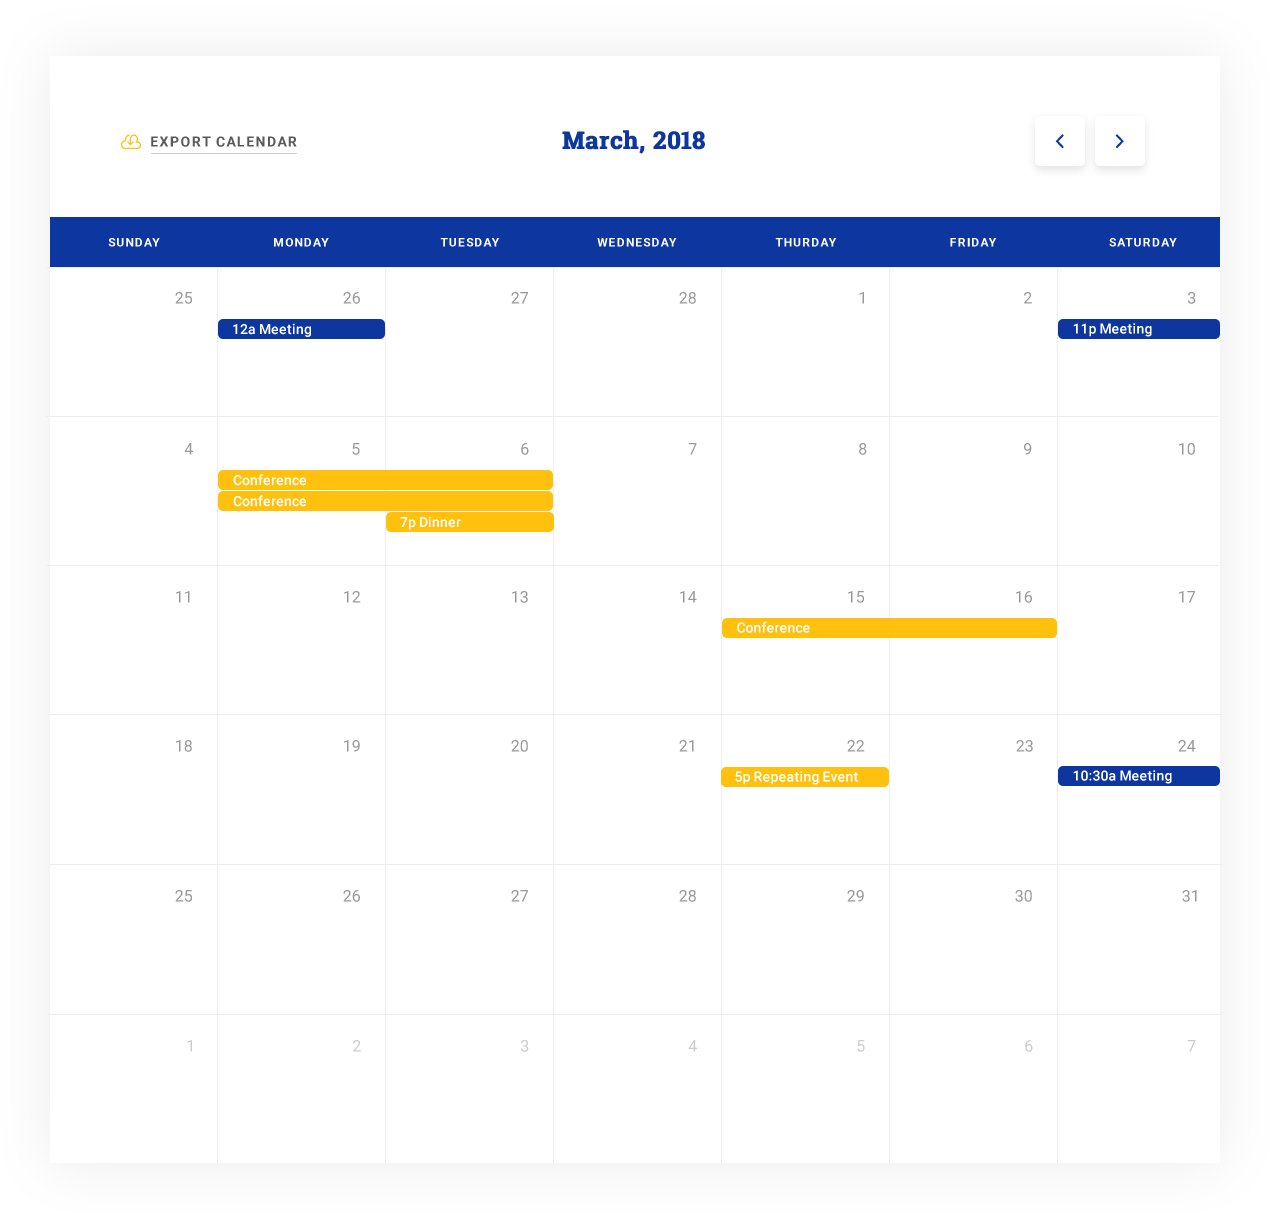 EXPORT CALENDAR
March, 2018
SUNDAY MONDAY TUESDAY WEDNESDAY THURDAY FRIDAY SATURDAY
25 26 27 28 1 2 3
12a Meeting 11p Meeting
4 5 6 7 8 9 10
Conference
Conference
7p Dinner
11 12 13 14 15 16 17
Conference
18 19 20 21 22 23 24
5p Repeating Event 10:30a Meeting
25 26 27 28 29 30 31
1 2 3 4 5 6 7